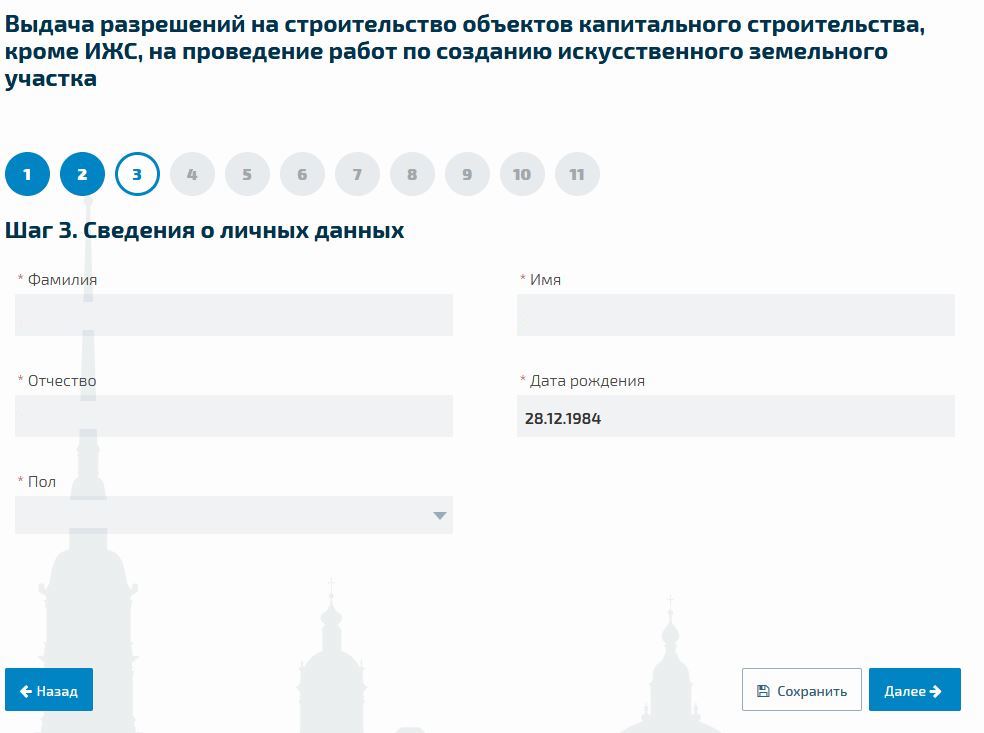 Выдача разрешений на строительство объектов капитального строительства,
кроме ИЖС, на проведение работ по созданию искусственного земельного
участка
1 2 3 4 5 6 7 8 9 10 11
Шаг 3. Сведения о личных данных
* Фамилия * Имя
* Отчество * Дата рождения
28.12.1984
* Пол
Назад Сохранить Далее